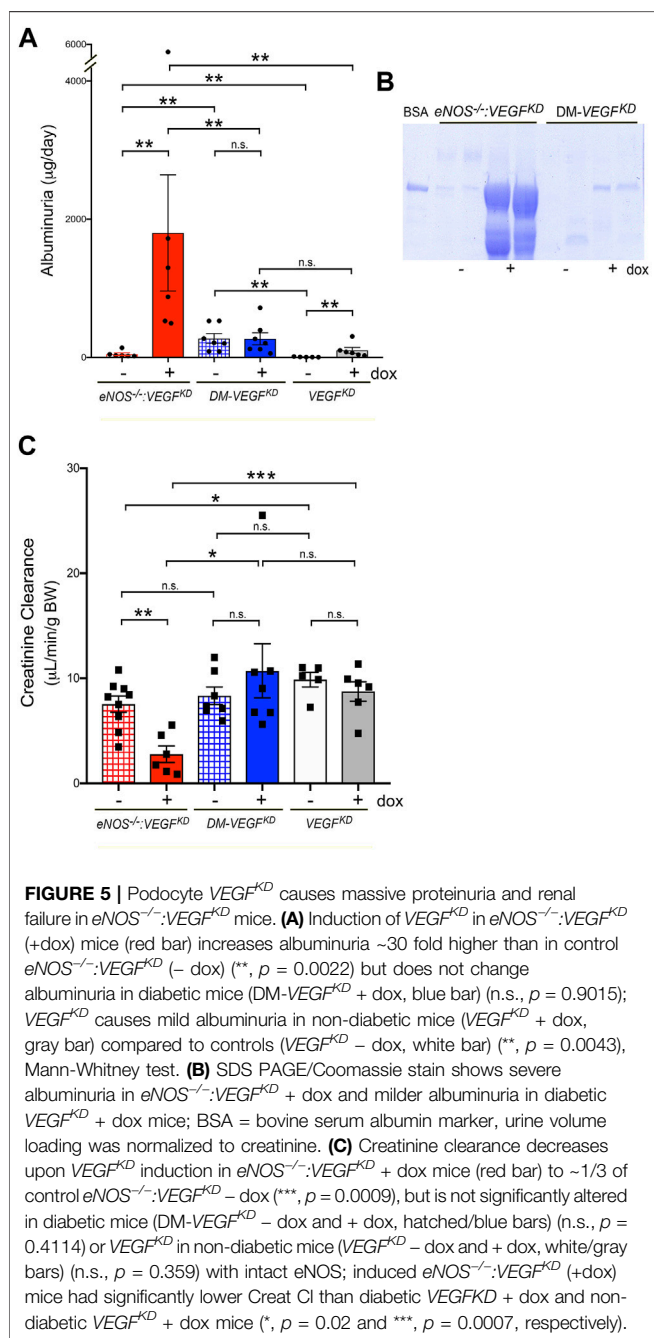 A
6000
4000
2000
0
Albuminuria (µg/day)
**
**
**
**
**
n.s.
n.s.
**
**
**
- + - + - + dox
eNOS-/-:VEGFKD DM-VEGFKD VEGFKD
B
BSA eNOS-/-:VEGFKD DM-VEGFKD
- + - + dox
C
30
20
10
0
Creatinine Clearance
(µL/min/g BW)
***
*
n.s.
*
n.s.
n.s.
**
n.s.
n.s.
- + - + - + dox
eNOS-/-:VEGFKD DM-VEGFKD VEGFKD
FIGURE 5 | Podocyte VEGFKD causes massive proteinuria and renal
failure in eNOS−/−:VEGFKD mice. (A) Induction of VEGFKD in eNOS−/−:VEGFKD
(+dox) mice (red bar) increases albuminuria ~30 fold higher than in control
eNOS−/−:VEGFKD (− dox) (**, p = 0.0022) but does not change
albuminuria in diabetic mice (DM-VEGFKD + dox, blue bar) (n.s., p = 0.9015);
VEGFKD causes mild albuminuria in non-diabetic mice (VEGFKD + dox,
gray bar) compared to controls (VEGFKD − dox, white bar) (**, p = 0.0043),
Mann-Whitney test. (B) SDS PAGE/Coomassie stain shows severe
albuminuria in eNOS−/−:VEGFKD + dox and milder albuminuria in diabetic
VEGFKD + dox mice; BSA = bovine serum albumin marker, urine volume
loading was normalized to creatinine. (C) Creatinine clearance decreases
upon VEGFKD induction in eNOS−/−:VEGFKD + dox mice (red bar) to ~1/3 of
control eNOS−/−:VEGFKD − dox (***, p = 0.0009), but is not significantly altered
in diabetic mice (DM-VEGFKD − dox and + dox, hatched/blue bars) (n.s., p =
0.4114) or VEGFKD in non-diabetic mice (VEGFKD − dox and + dox, white/gray
bars) (n.s., p = 0.359) with intact eNOS; induced eNOS−/−:VEGFKD (+dox)
mice had significantly lower Creat Cl than diabetic VEGFKD + dox and non-
diabetic VEGFKD + dox mice (*, p = 0.02 and ***, p = 0.0007, respectively).